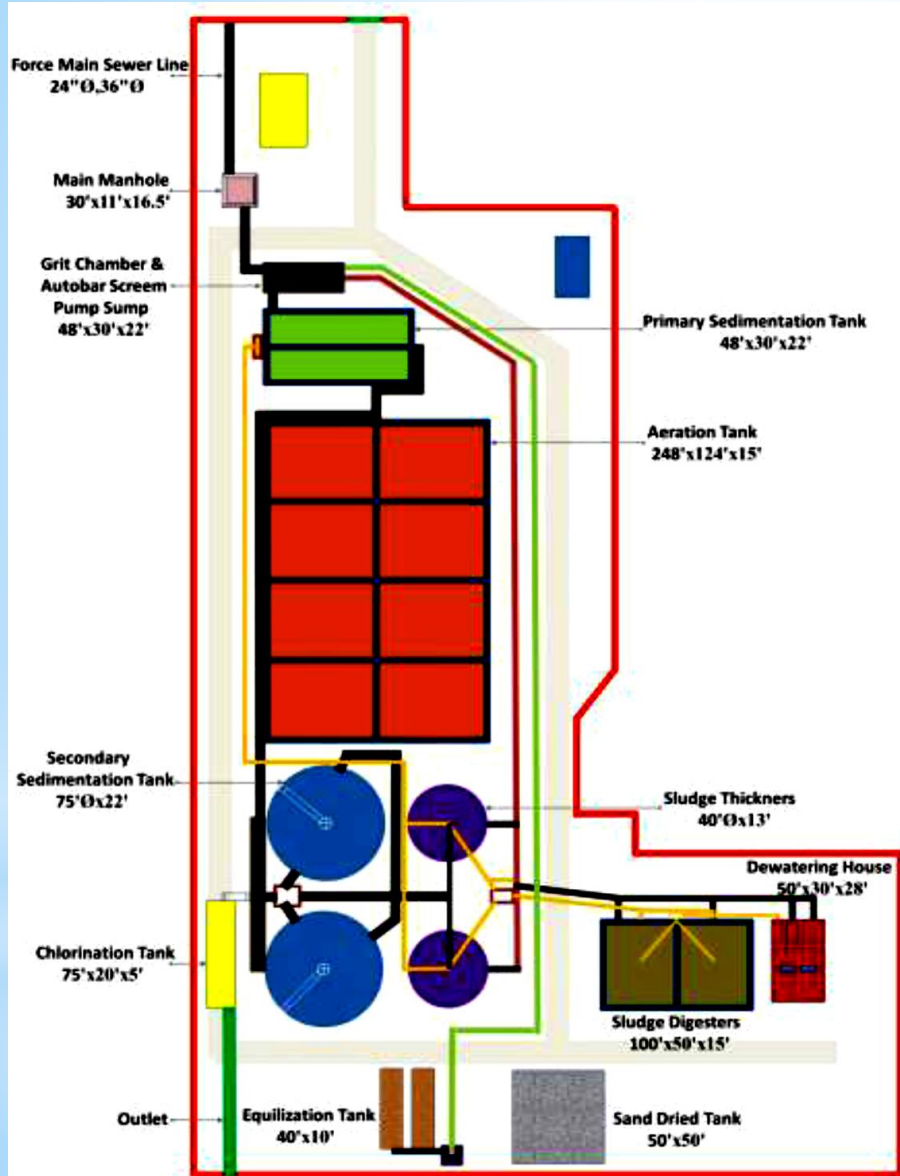 Force Main Sewer Line
24"Ø,36"Ø
Main Manhole
30'x11'x16.5'
Grit Chamber &
Autobar Screem
Pump Sump
48'x30'x22'
Primary Sedimentation Tank
48'x30'x22'
Aeration Tank
248'x124'x15'
Secondary
Sedimentation Tank
75'Øx22'
Sludge Thickners
40'Øx13'
Dewatering House
50'x30'x28'
Chlorination Tank
75'x20'x5'
Sludge Digesters
100'x50'x15'
Outlet
Equilization Tank
40'x10'
Sand Dried Tank
50'x50'